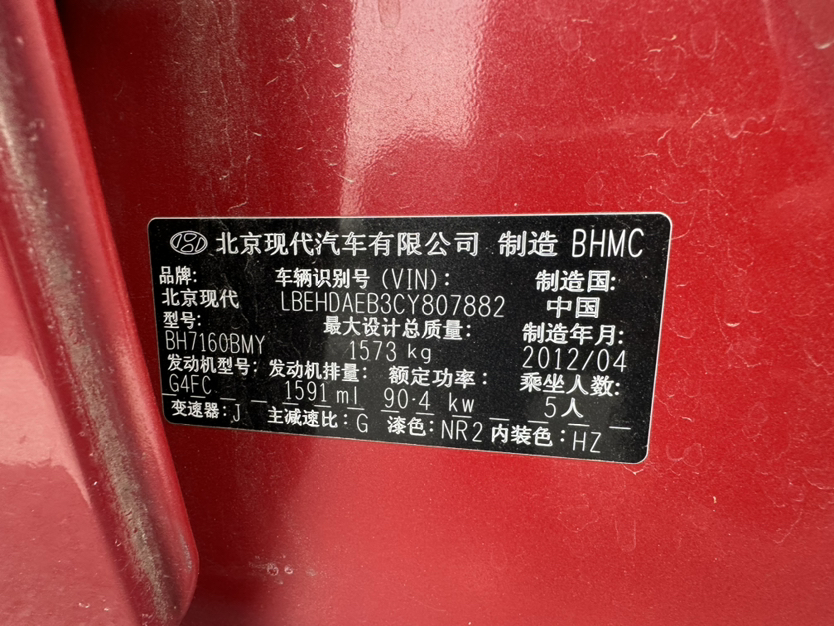 北京现代汽车有限公司 制造 BHMC
品牌: 车辆识别号 (VIN): 制造国:
北京现代 LBEHDAEB3CY807882 中国
型号: 最大设计总质量: 制造年月:
BH7160BMY 1573 kg 2012/04
发动机型号: 发动机排量: 额定功率: 乘坐人数:
G4FC 1591 ml 90.4 kw 5人
变速器:J 主减速比:G 漆色:NR2 内装色:HZ